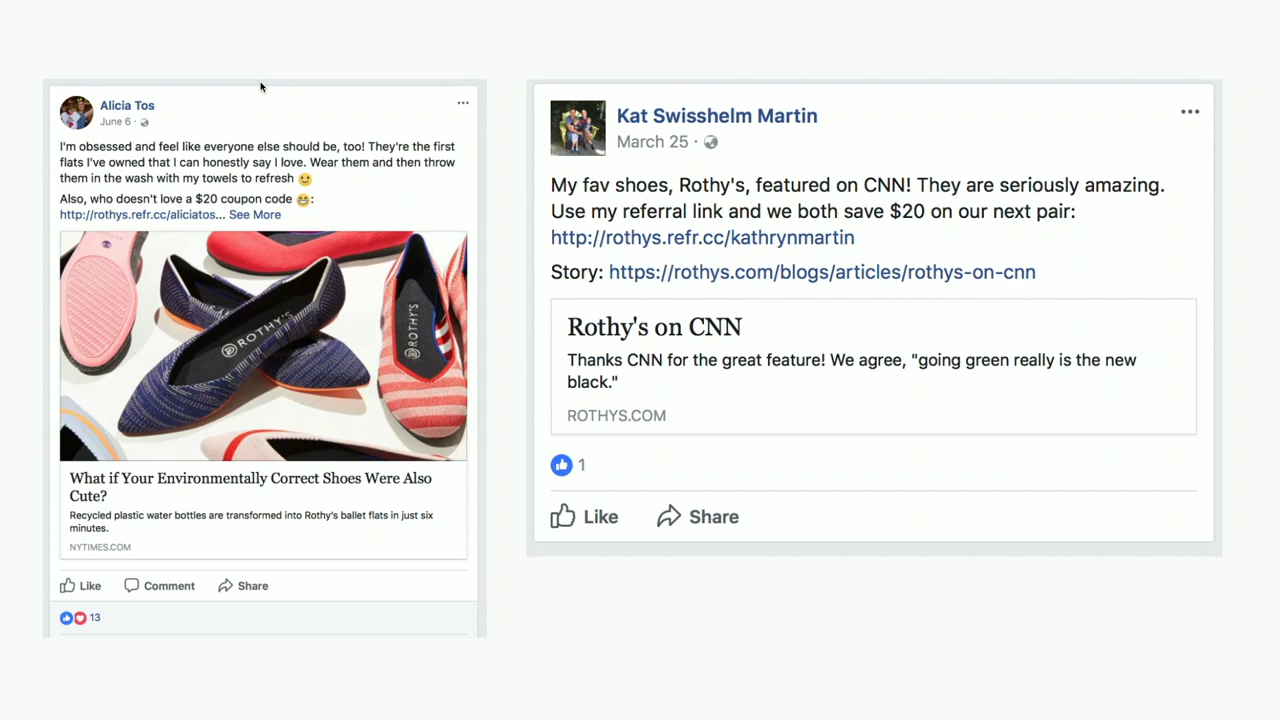 Alicia Tos
June 6 ·
I'm obsessed and feel like everyone else should be, too! They're the first
flats I've owned that I can honestly say I love. Wear them and then throw
them in the wash with my towels to refresh 🙂
Also, who doesn't love a $20 coupon code 😂:
http://rothys.refr.cc/aliciatos... See More
ROTHY'S
ROTHY'S
What if Your Environmentally Correct Shoes Were Also
Cute?
Recycled plastic water bottles are transformed into Rothy's ballet flats in just six
minutes.
NYTIMES.COM
Like Comment Share
13
Kat Swisshelm Martin
March 25 ·
My fav shoes, Rothy's, featured on CNN! They are seriously amazing.
Use my referral link and we both save $20 on our next pair:
http://rothys.refr.cc/kathrynmartin
Story: https://rothys.com/blogs/articles/rothys-on-cnn
Rothy's on CNN
Thanks CNN for the great feature! We agree, "going green really is the new
black."
ROTHYS.COM
1
Like Share